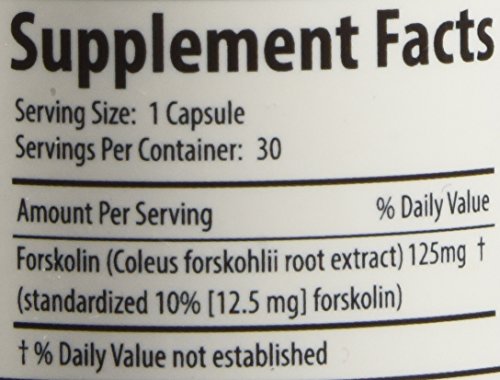 Supplement Facts
Serving Size: 1 Capsule
Servings Per Container: 30
Amount Per Serving % Daily Value
Forskolin (Coleus forskohlii root extract) 125mg †
(standardized 10% [12.5 mg] forskolin)
† % Daily Value not established